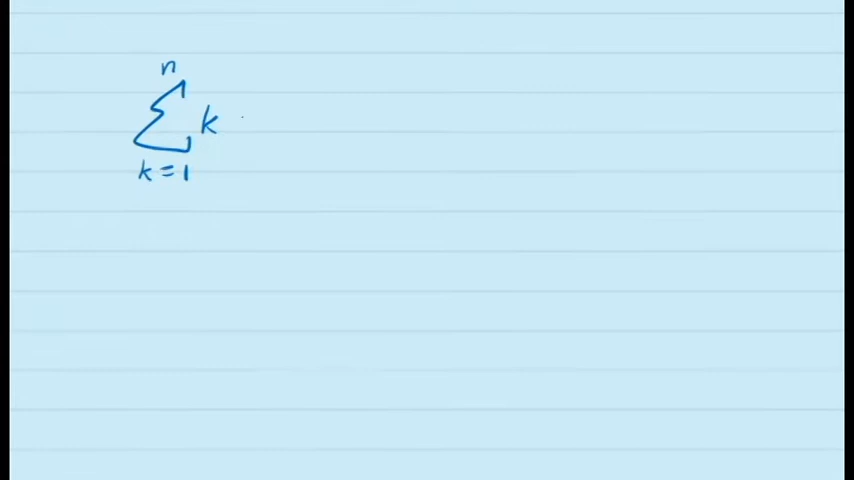 n
∑ k
k = 1